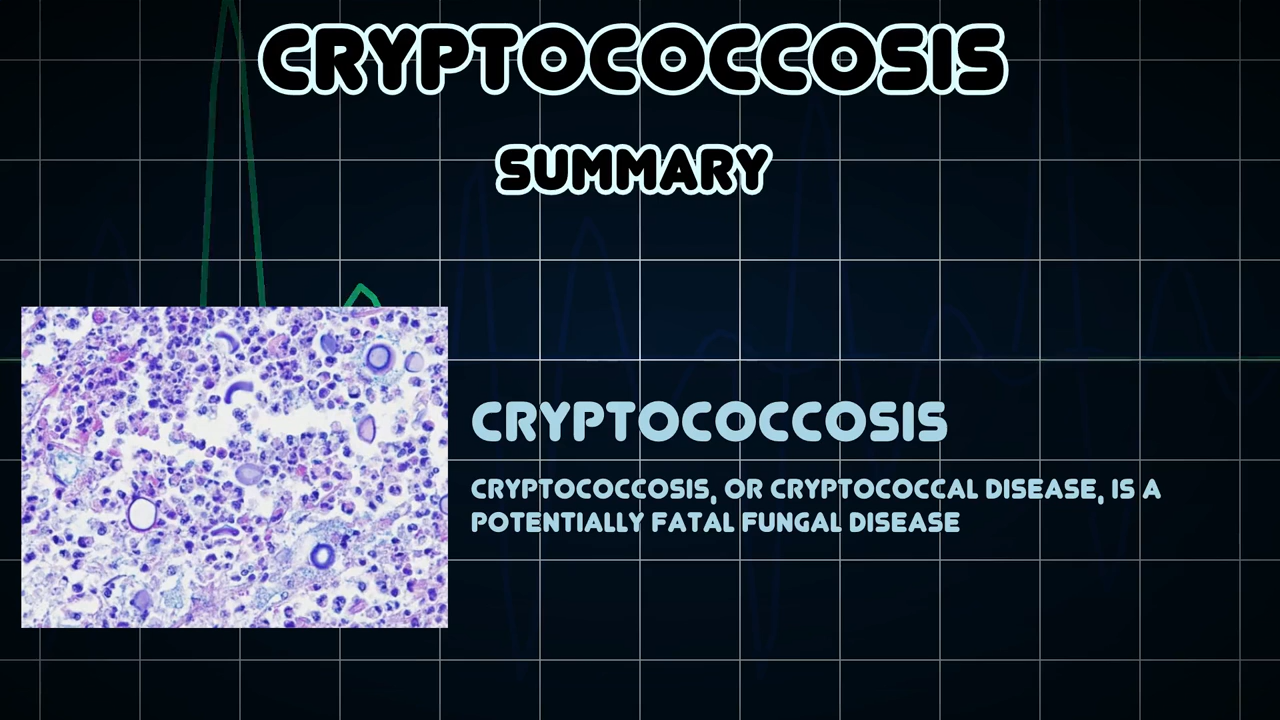 CRYPTOCOCCOSIS
SUMMARY
CRYPTOCOCCOSIS
CRYPTOCOCCOSIS, OR CRYPTOCOCCAL DISEASE, IS A
POTENTIALLY FATAL FUNGAL DISEASE